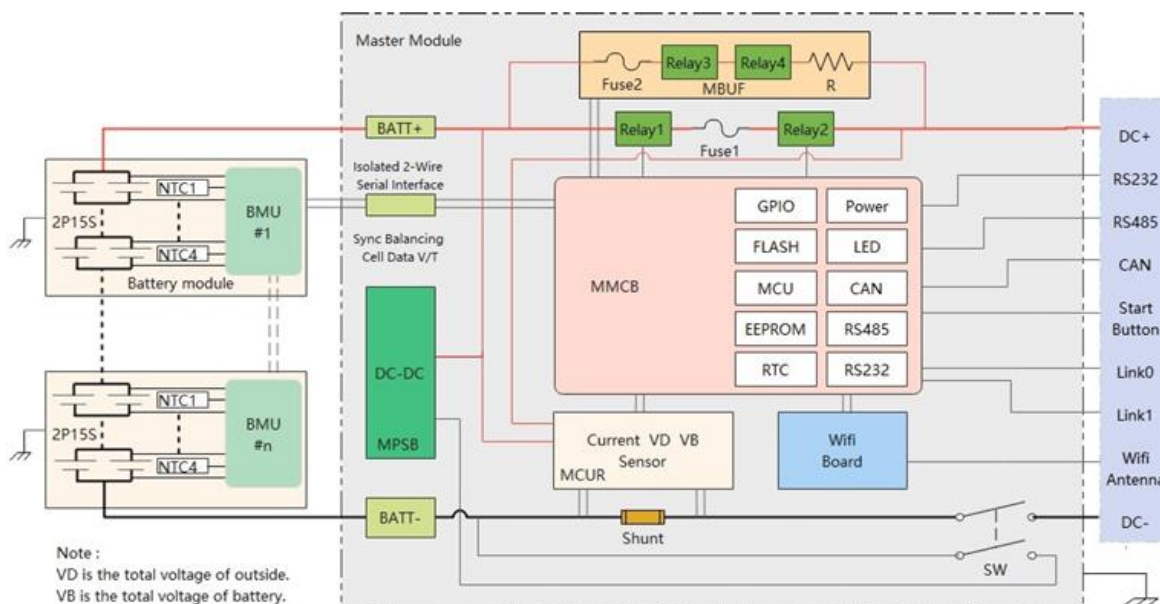 Master Module
Fuse2
Relay3
Relay4
R
MBUF
BATT+
Relay1
Fuse1
Relay2
Isolated 2-Wire
Serial Interface
Sync Balancing
Cell Data V/T
2P15S
NTC1
NTC4
BMU
#1
Battery module
2P15S
NTC1
NTC4
BMU
#n
DC-DC
MPSB
MMCB
GPIO
Power
FLASH
LED
MCU
CAN
EEPROM
RS485
RTC
RS232
Current VD VB
Sensor
MCUR
Wifi
Board
BATT-
Shunt
SW
DC+
RS232
RS485
CAN
Start
Button
Link0
Link1
Wifi
Antenna
DC-
Note :
VD is the total voltage of outside.
VB is the total voltage of battery.